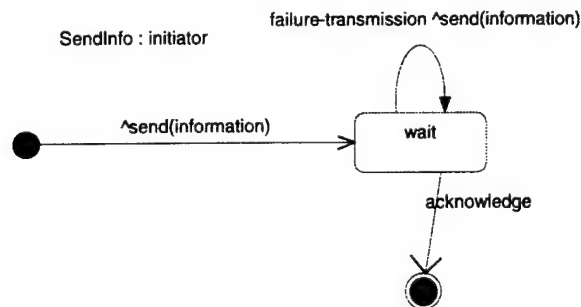 failure-transmission ^send(information)
SendInfo : initiator
^send(information)
wait
acknowledge